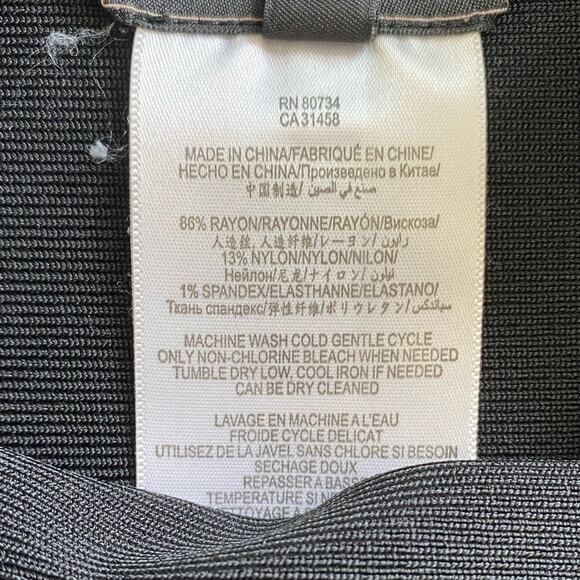 RN 80734
CA 31458
MADE IN CHINA/FABRIQUÉ EN CHINE/
HECHO EN CHINA/Произведено в Китае/
中国制造/ صنع في الصين/
86% RAYON/RAYONNE/RAYÓN/Вискоза/
人造丝, 人造纤维/レーヨン/ رايون/
13% NYLON/NYLON/NILON/
Нейлон/尼龙/ナイロン/ نيلون/
1% SPANDEX/ELASTHANNE/ELASTANO/
Ткань спандекс/弹性纤维/ポリウレタン/ سباندكس/
MACHINE WASH COLD GENTLE CYCLE
ONLY NON-CHLORINE BLEACH WHEN NEEDED
TUMBLE DRY LOW, COOL IRON IF NEEDED
CAN BE DRY CLEANED
LAVAGE EN MACHINE A L'EAU
FROIDE CYCLE DELICAT
UTILISEZ DE LA JAVEL SANS CHLORE SI BESOIN
SECHAGE DOUX
REPASSER A BASS
TEMPERATURE SI N
NETTOYAGE A